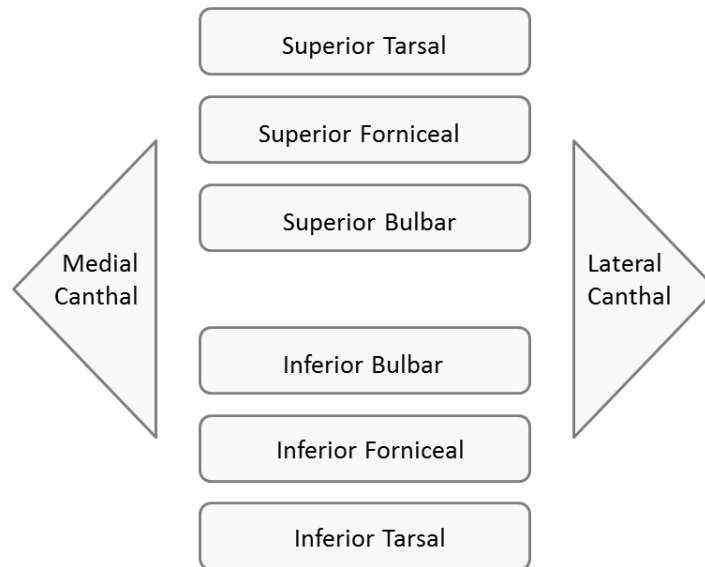 Superior Tarsal
Superior Forniceal
Superior Bulbar
Medial
Canthal
Lateral
Canthal
Inferior Bulbar
Inferior Forniceal
Inferior Tarsal